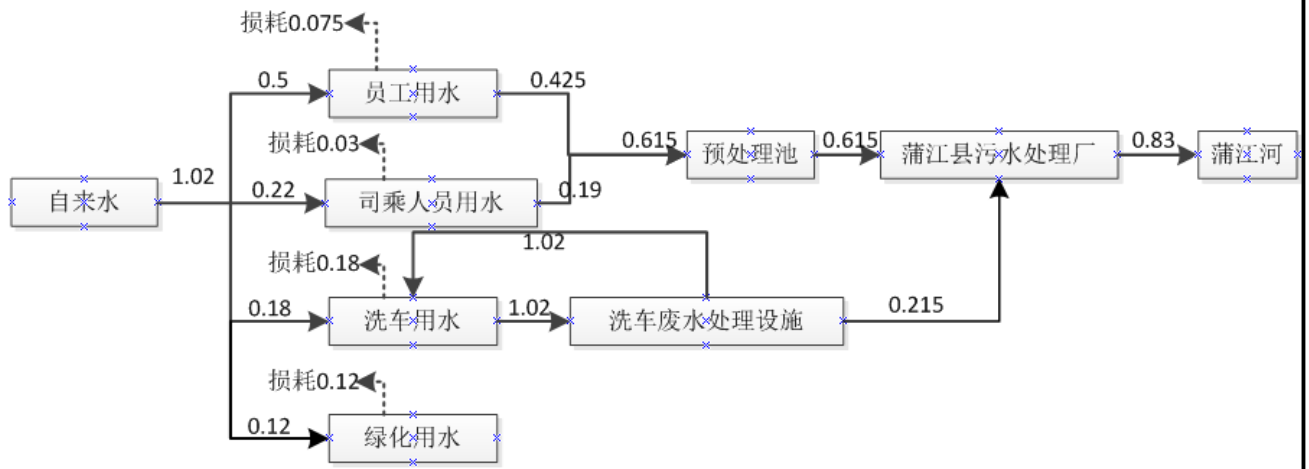 损耗0.075
0.5
员工用水
0.425
损耗0.03
0.615
预处理池
0.615
蒲江县污水处理厂
0.83
蒲江河
自来水
1.02
0.22
司乘人员用水
0.19
1.02
损耗0.18
0.18
洗车用水
1.02
洗车废水处理设施
0.215
损耗0.12
0.12
绿化用水